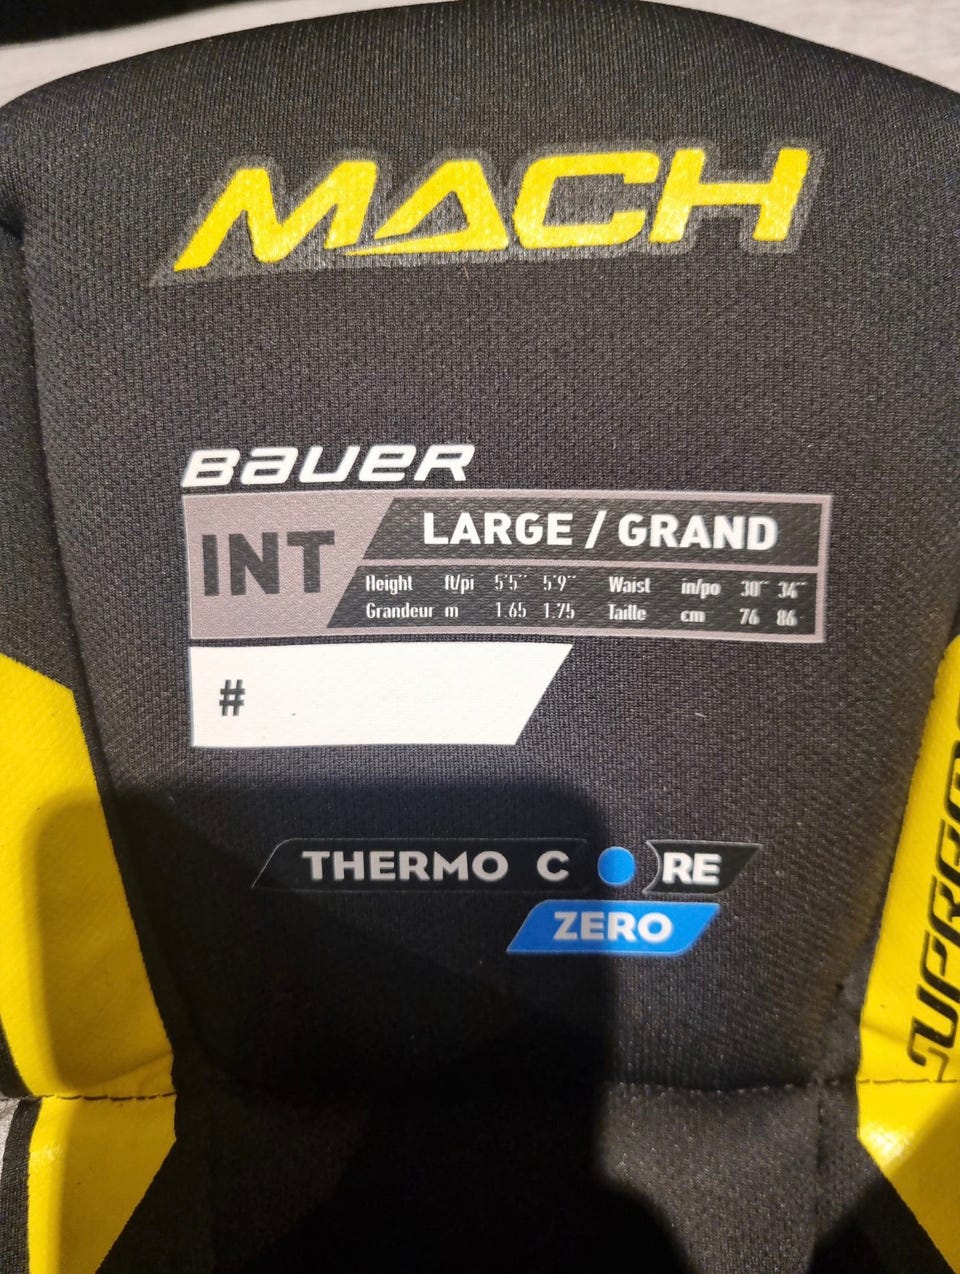 MACH
BAUER
INT
LARGE / GRAND
Height ft/pi 5'5" 5'9" Waist in/po 30" 34"
Grandeur m 1.65 1.75 Taille cm 76 86
#
THERMO CORE
ZERO